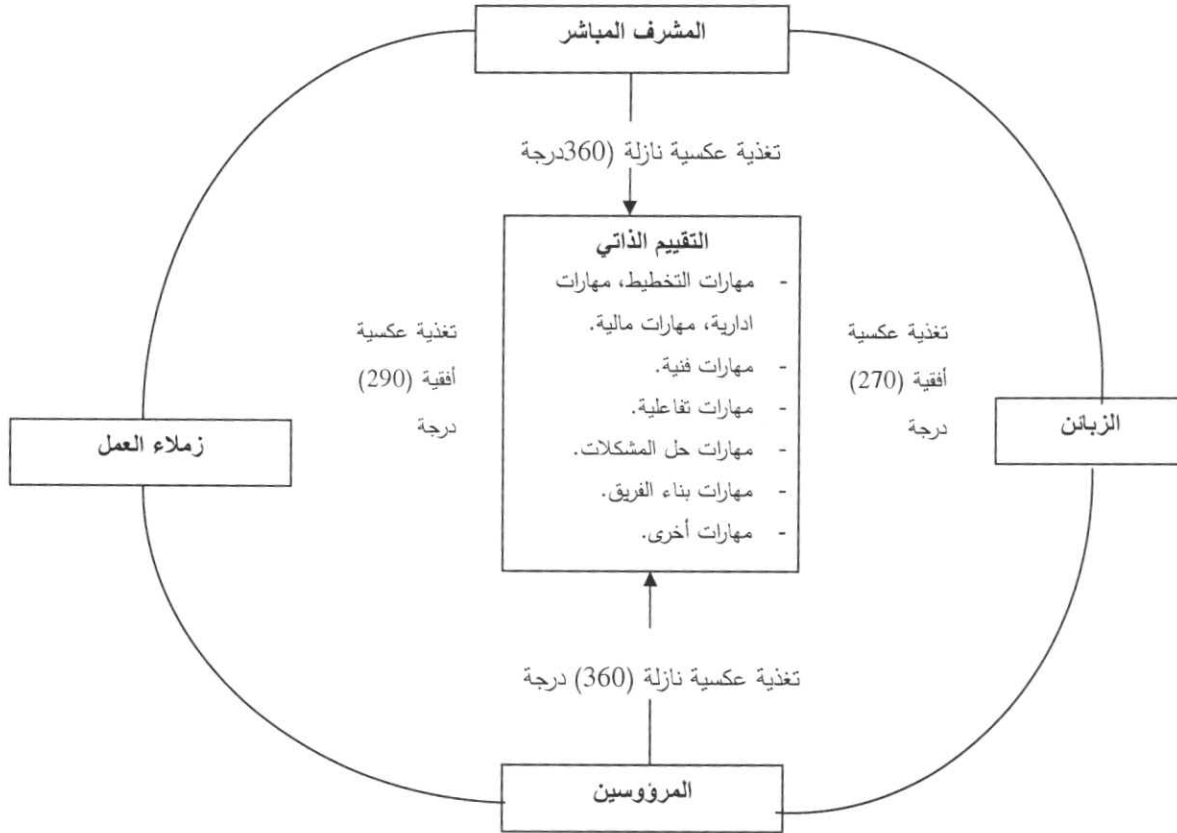 المشرف المباشر
تغذية عكسية نازلة (360درجة
التقييم الذاتي
- مهارات التخطيط، مهارات
ادارية، مهارات مالية.
- مهارات فنية.
- مهارات تفاعلية.
- مهارات حل المشكلات.
- مهارات بناء الفريق.
- مهارات أخرى.
تغذية عكسية
أفقية (270)
درجة
الزبائن
تغذية عكسية
أفقية (290)
درجة
زملاء العمل
تغذية عكسية نازلة (360) درجة
المرؤوسين